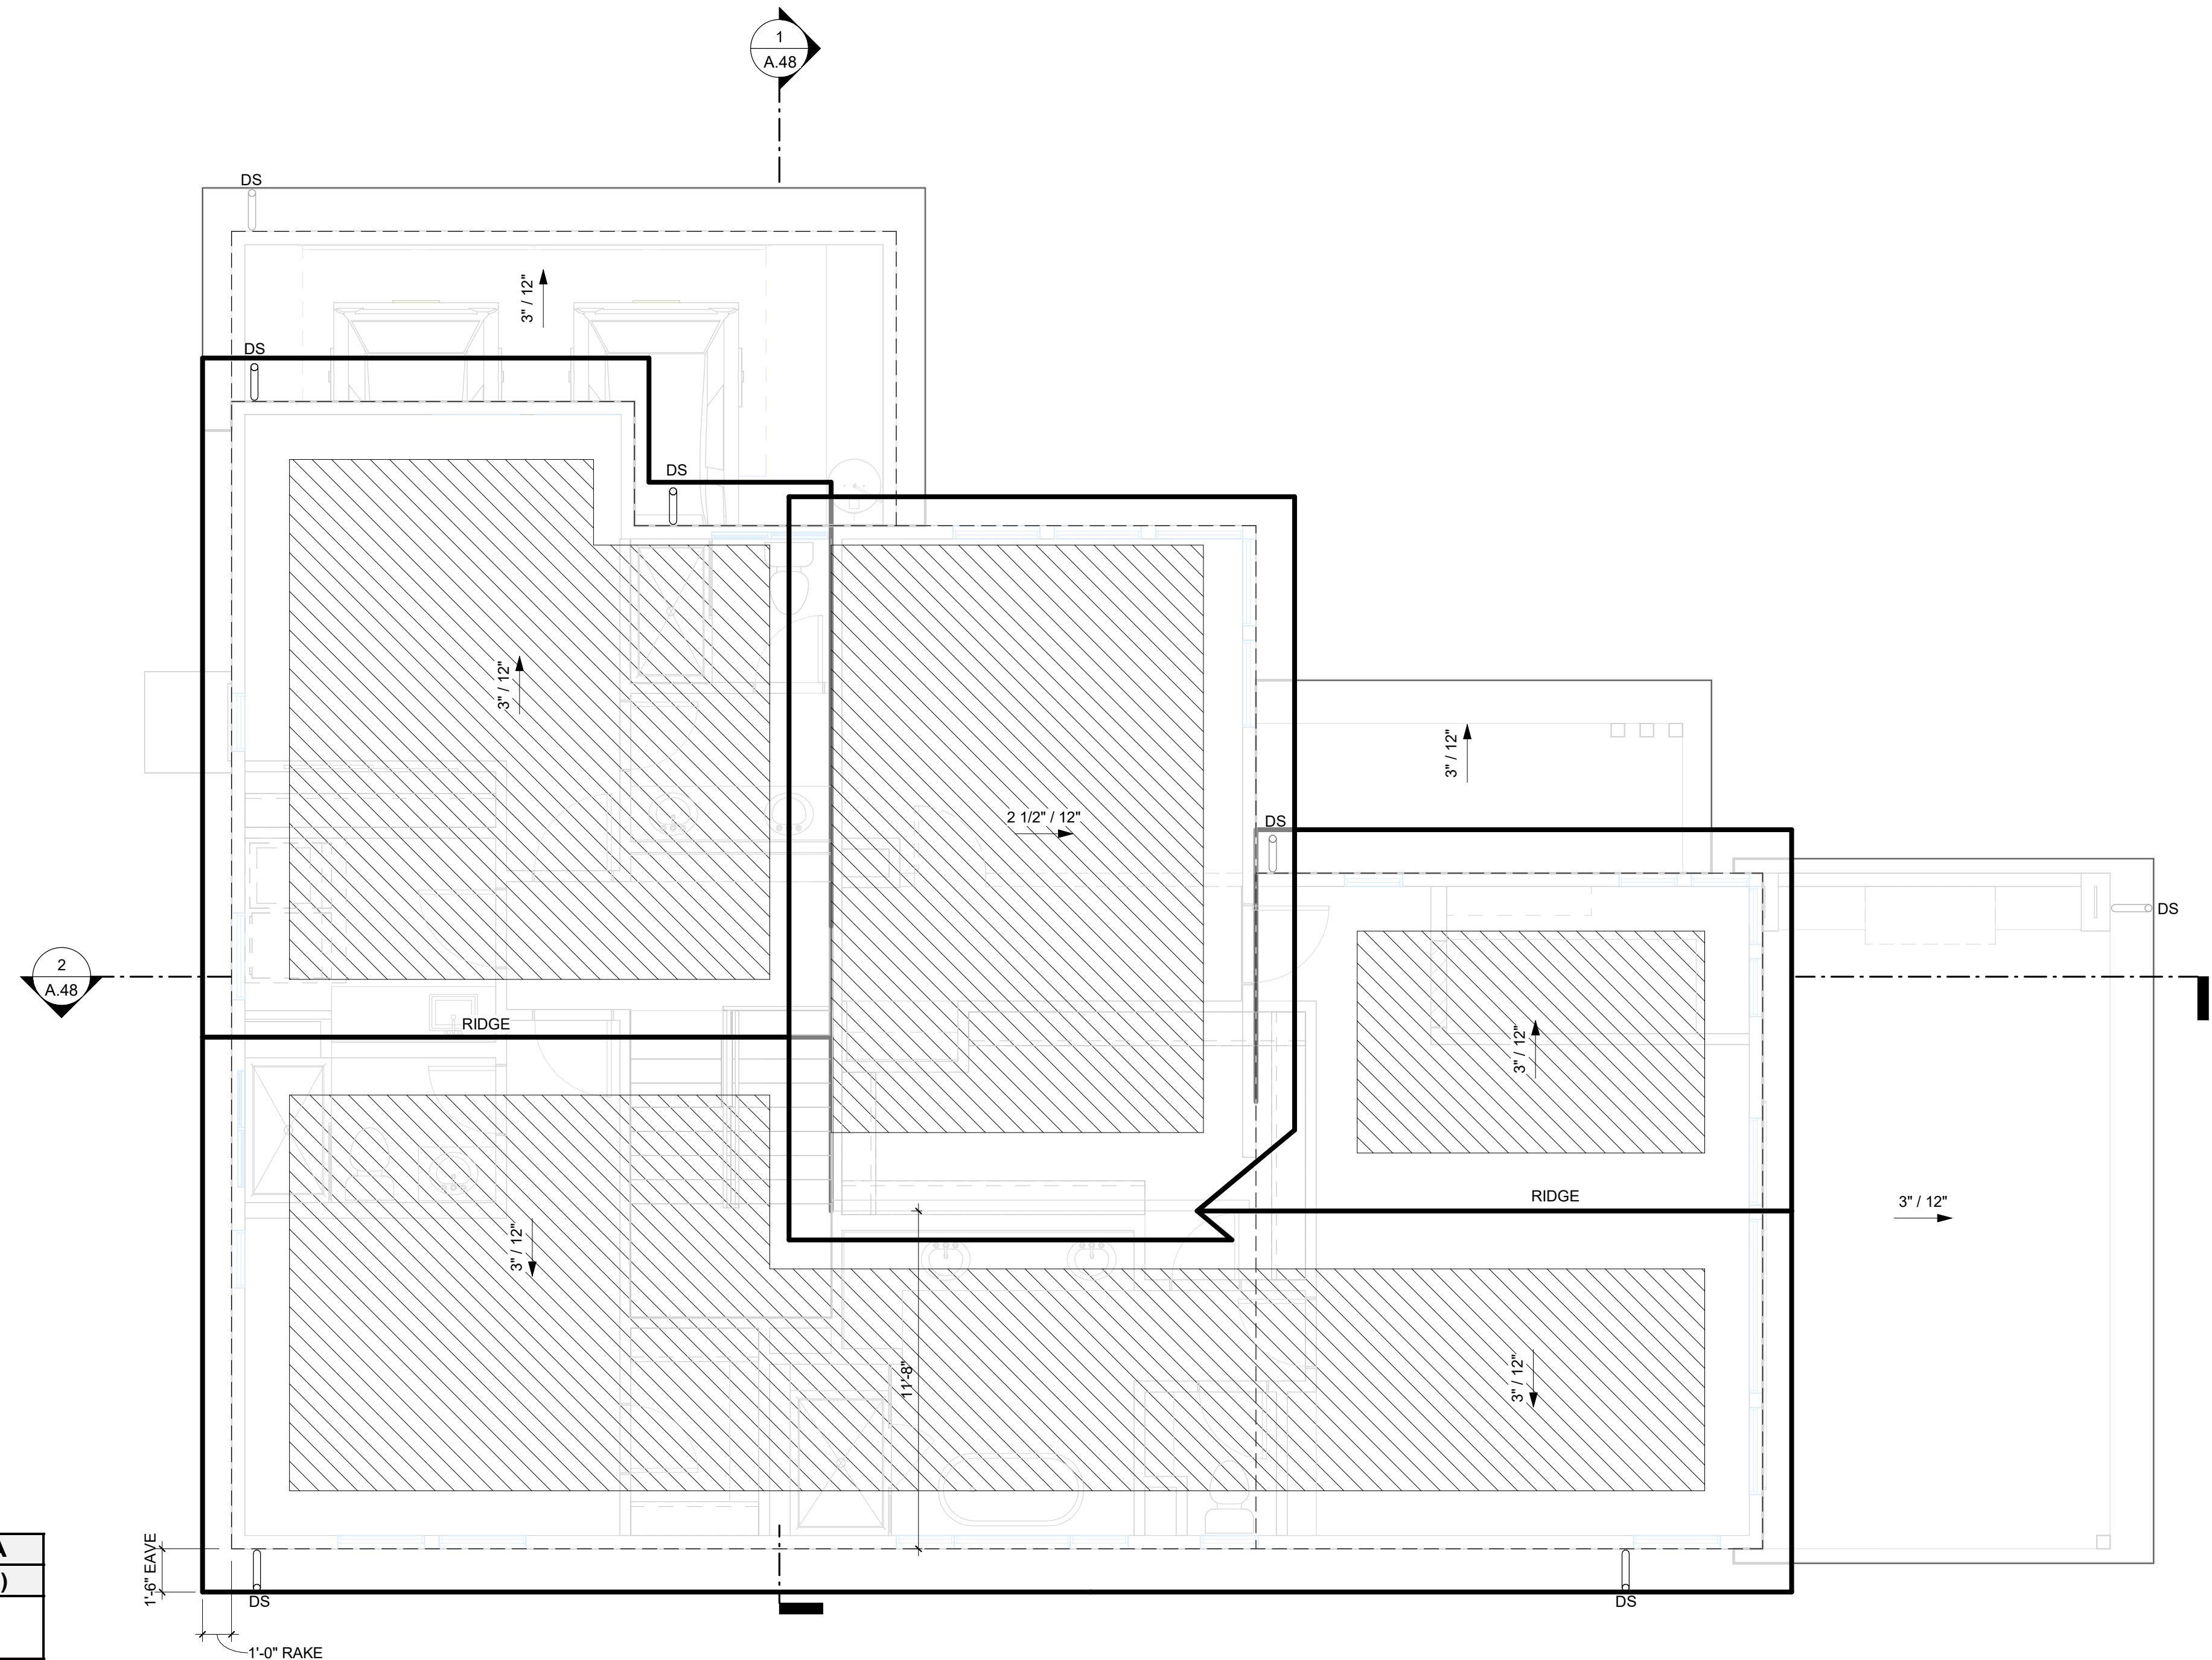 1
A.48
DS
3" / 12"
DS
DS
3" / 12"
2 1/2" / 12"
3" / 12"
DS
DS
2
A.48
RIDGE
3" / 12"
RIDGE
3" / 12"
3" / 12"
11'-8"
3" / 12"
A
)
1'-6" EAVE
DS
DS
1'-0" RAKE